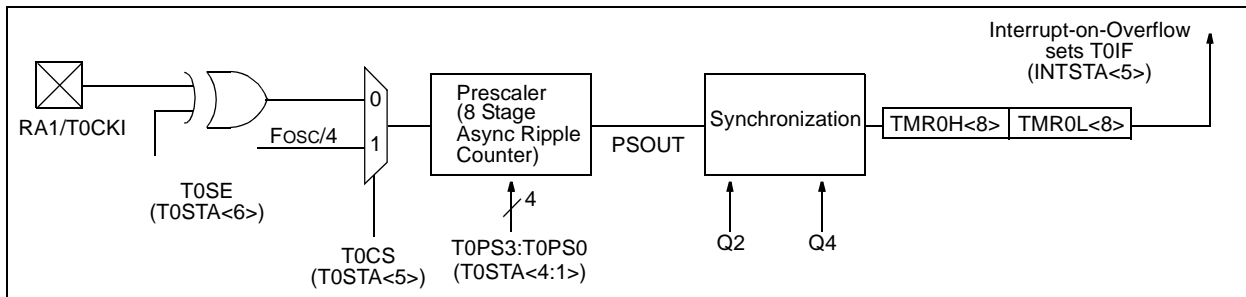 Interrupt-on-Overflow
sets T0IF
(INTSTA<5>)
RA1/T0CKI
0
1
FOSC/4
Prescaler
(8 Stage
Async Ripple
Counter)
PSOUT
Synchronization
TMR0H<8>
TMR0L<8>
T0SE
(T0STA<6>)
4
Q2
Q4
T0CS
(T0STA<5>)
T0PS3:T0PS0
(T0STA<4:1>)